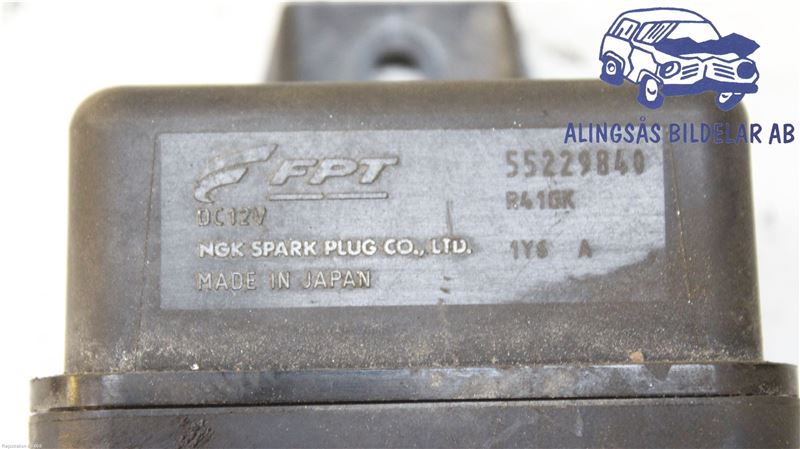 ALINGSÅS BILDELAR AB
FPT
55229840
DC12V
R41GK
NGK SPARK PLUG CO., LTD.
1Y6 A
MADE IN JAPAN